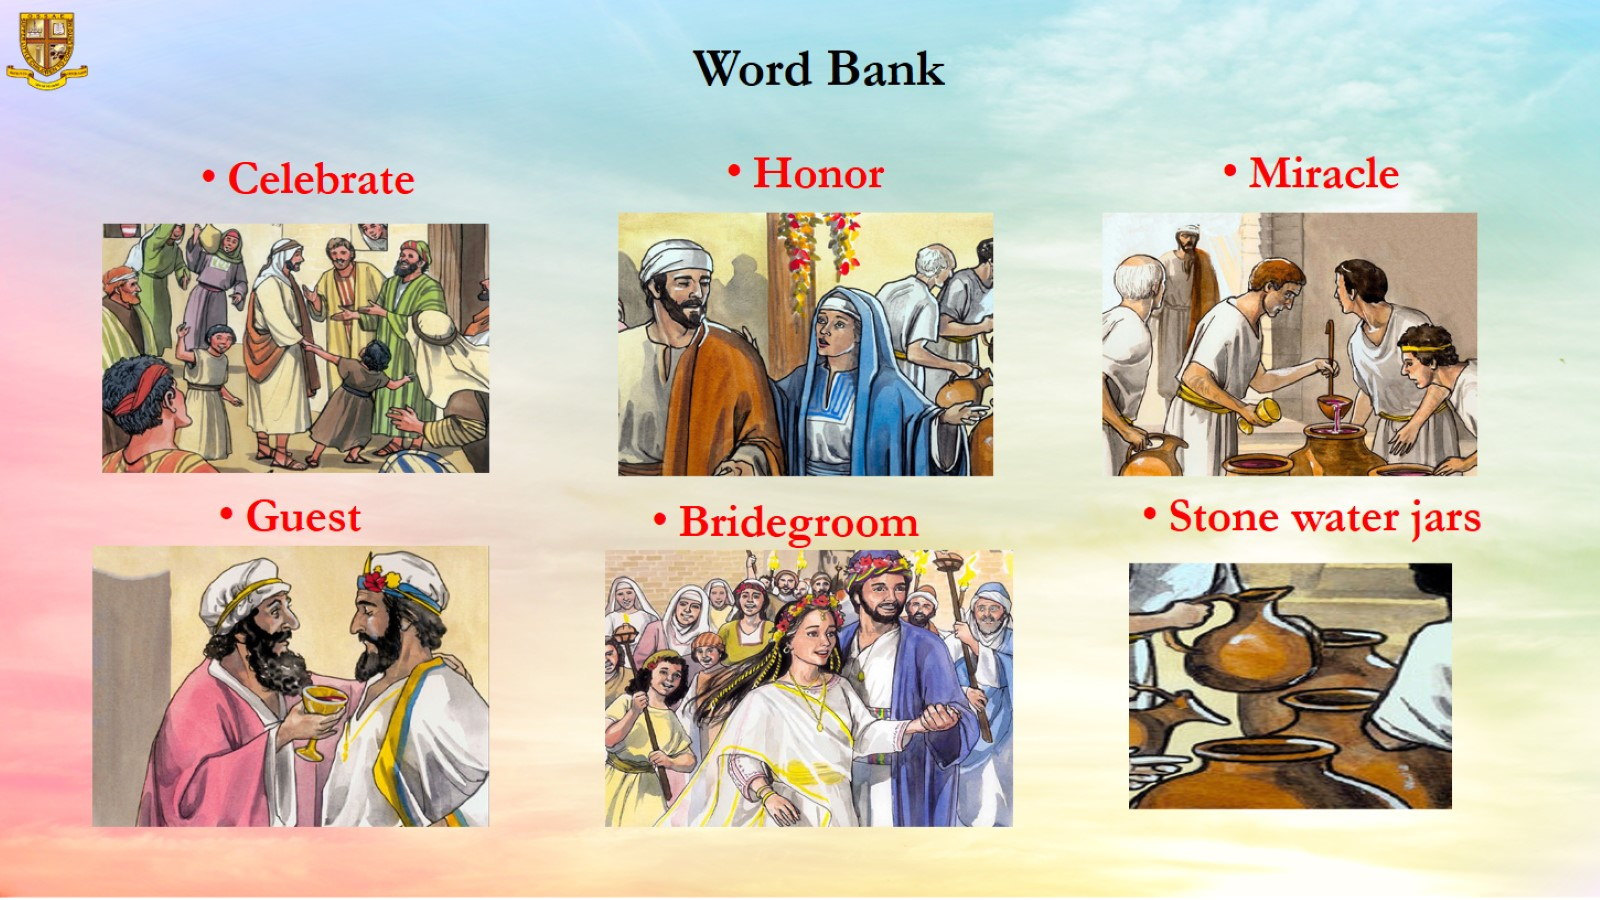 Word Bank
• Celebrate
• Honor
• Miracle
• Guest
• Bridegroom
• Stone water jars